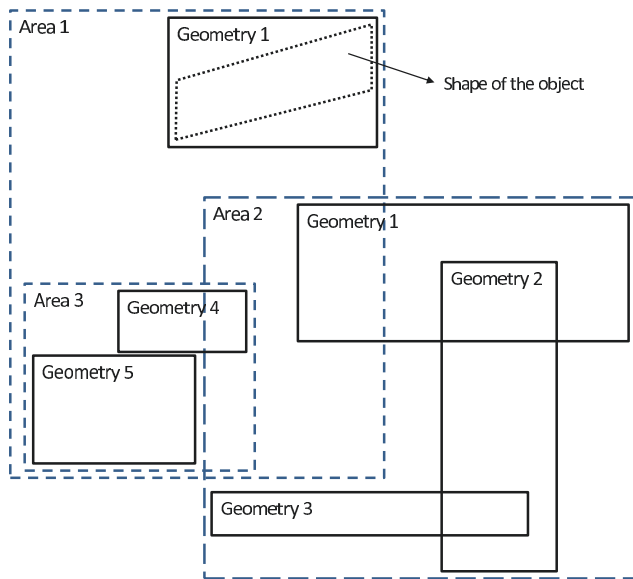 Area 1
Geometry 1
Shape of the object
Area 2
Geometry 1
Geometry 2
Area 3
Geometry 4
Geometry 5
Geometry 3